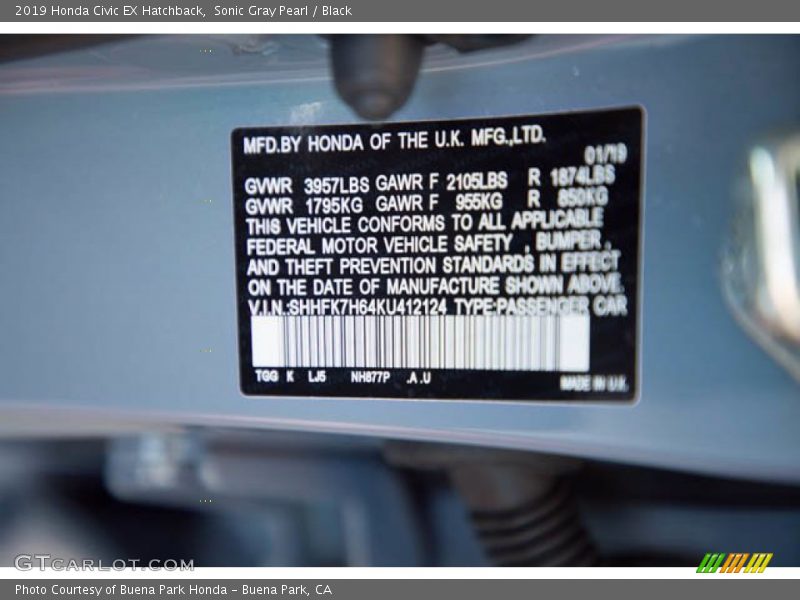 2019 Honda Civic EX Hatchback,  Sonic Gray Pearl / Black
MFD.BY HONDA OF THE U.K. MFG.,LTD.
01/19
GVWR 3957LBS GAWR F 2105LBS R 1874LBS
GVWR 1795KG GAWR F 955KG R 850KG
THIS VEHICLE CONFORMS TO ALL APPLICABLE
FEDERAL MOTOR VEHICLE SAFETY , BUMPER ,
AND THEFT PREVENTION STANDARDS IN EFFECT
ON THE DATE OF MANUFACTURE SHOWN ABOVE.
V.I.N.:SHHFK7H64KU412124 TYPE:PASSENGER CAR
TGG K LJ5 NH877P .A .U
MADE IN U.K.
GTCARLOT.COM
Photo Courtesy of Buena Park Honda - Buena Park, CA